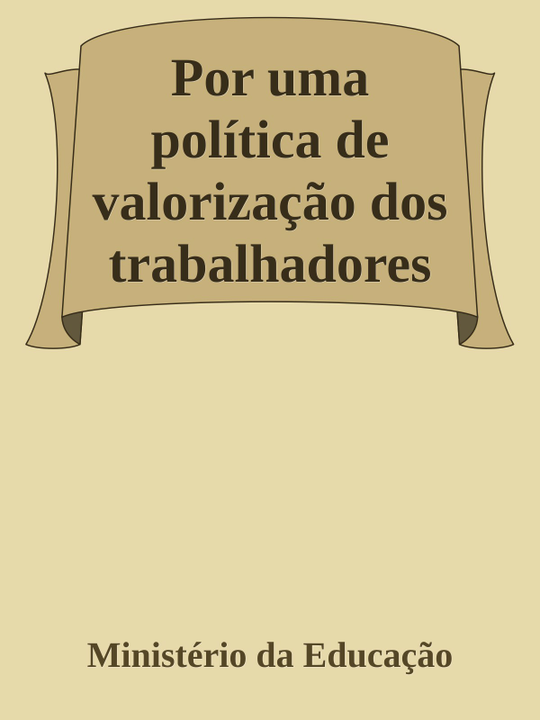 Por uma
política de
valorização dos
trabalhadores
Ministério da Educação